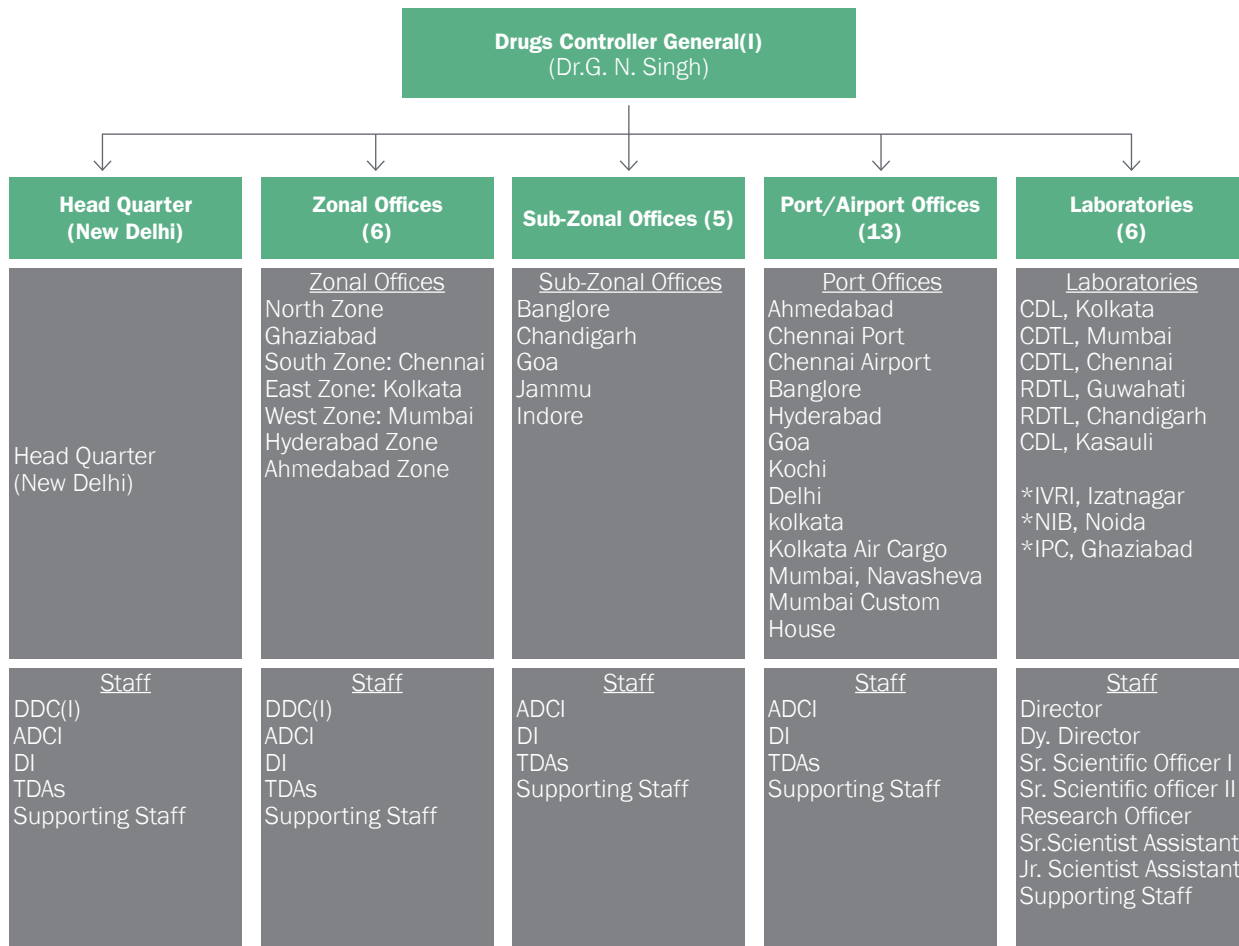 Drugs Controller General(I)
(Dr.G. N. Singh)
Head Quarter
(New Delhi)
Zonal Offices
(6)
Sub-Zonal Offices (5)
Port/Airport Offices
(13)
Laboratories
(6)
Head Quarter
(New Delhi)
Zonal Offices
North Zone
Ghaziabad
South Zone: Chennai
East Zone: Kolkata
West Zone: Mumbai
Hyderabad Zone
Ahmedabad Zone
Sub-Zonal Offices
Banglore
Chandigarh
Goa
Jammu
Indore
Port Offices
Ahmedabad
Chennai Port
Chennai Airport
Banglore
Hyderabad
Goa
Kochi
Delhi
kolkata
Kolkata Air Cargo
Mumbai, Navasheva
Mumbai Custom
House
Laboratories
CDL, Kolkata
CDTL, Mumbai
CDTL, Chennai
RDTL, Guwahati
RDTL, Chandigarh
CDL, Kasauli
*IVRI, Izatnagar
*NIB, Noida
*IPC, Ghaziabad
Staff
DDC(I)
ADCI
DI
TDAs
Supporting Staff
Staff
DDC(I)
ADCI
DI
TDAs
Supporting Staff
Staff
ADCI
DI
TDAs
Supporting Staff
Staff
ADCI
DI
TDAs
Supporting Staff
Staff
Director
Dy. Director
Sr. Scientific Officer I
Sr. Scientific officer II
Research Officer
Sr.Scientist Assistant
Jr. Scientist Assistant
Supporting Staff